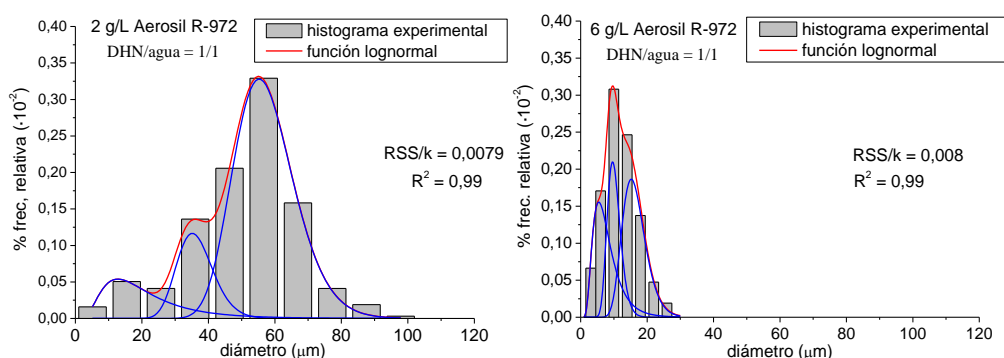 2 g/L Aerosil R-972
DHN/agua = 1/1
histograma experimental
función lognormal
RSS/k = 0,0079
R² = 0,99
% frec, relativa (·10⁻²)
0,40
0,35
0,30
0,25
0,20
0,15
0,10
0,05
0,00
0 20 40 60 80 100 120
diámetro (μm)
6 g/L Aerosil R-972
DHN/agua = 1/1
histograma experimental
función lognormal
RSS/k = 0,008
R² = 0,99
% frec. relativa (·10⁻²)
0,40
0,35
0,30
0,25
0,20
0,15
0,10
0,05
0,00
0 20 40 60 80 100 120
diámetro (μm)